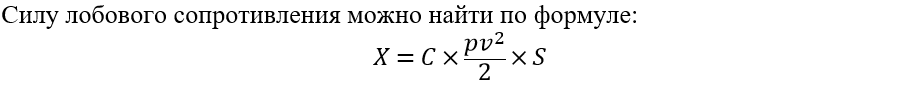 Силу лобового сопротивления можно найти по формуле:
X = C × pv²/2 × S